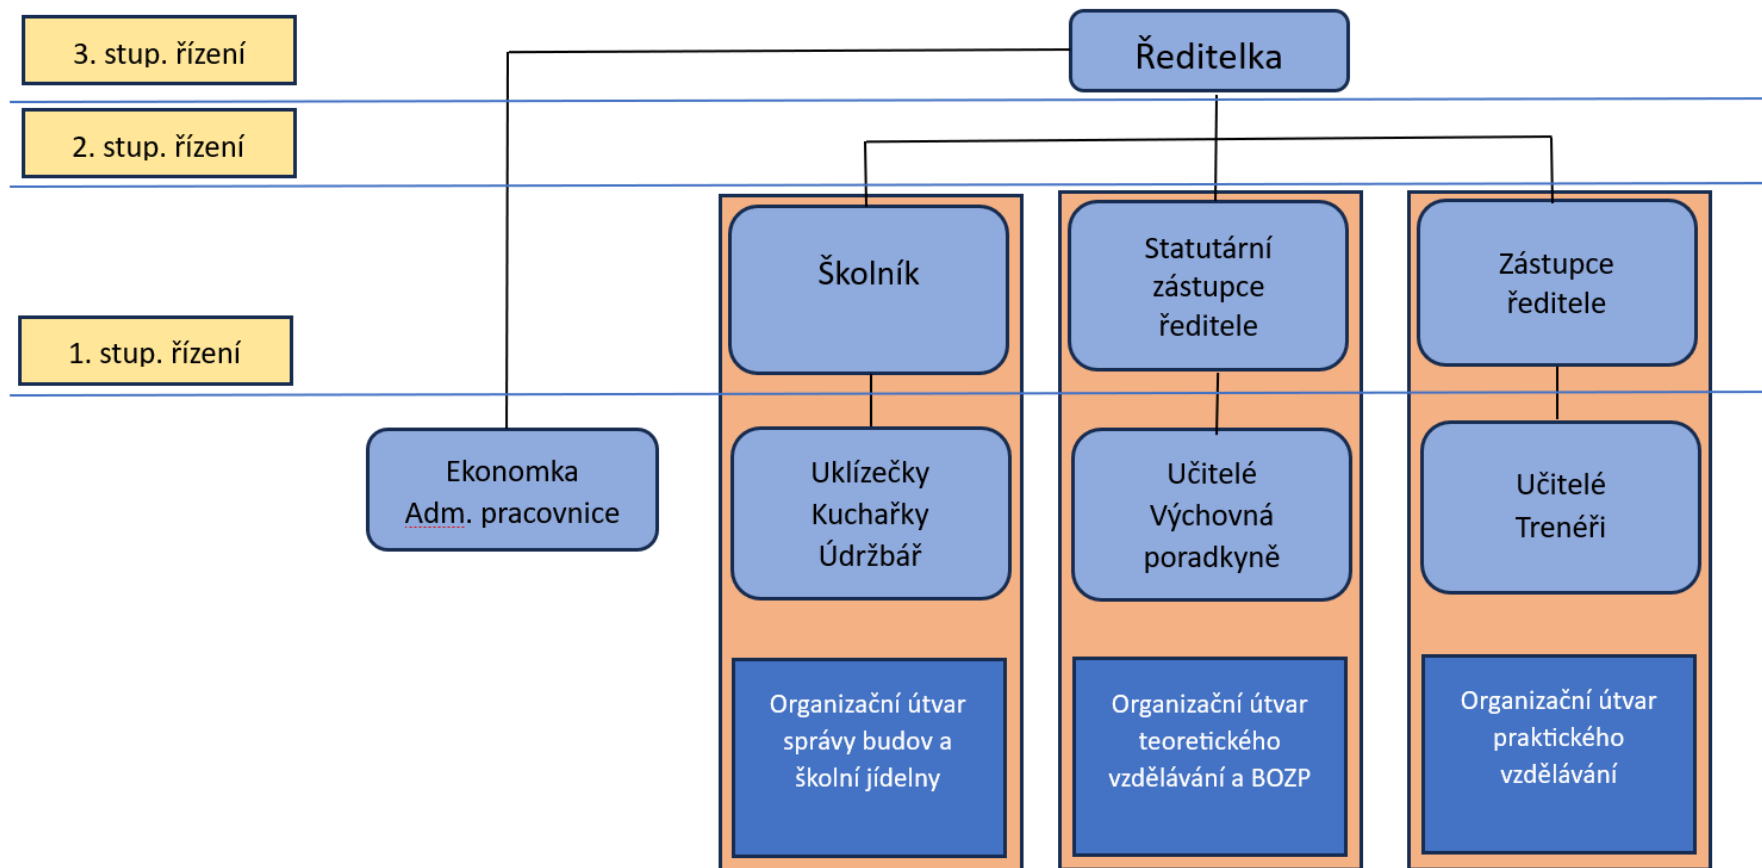 3. stup. řízení
Ředitelka
2. stup. řízení
1. stup. řízení
Školník
Statutární
zástupce
ředitele
Zástupce
ředitele
Ekonomka
Adm. pracovnice
Uklízečky
Kuchařky
Údržbář
Učitelé
Výchovná
poradkyně
Učitelé
Trenéři
Organizační útvar
správy budov a
školní jídelny
Organizační útvar
teoretického
vzdělávání a BOZP
Organizační útvar
praktického
vzdělávání